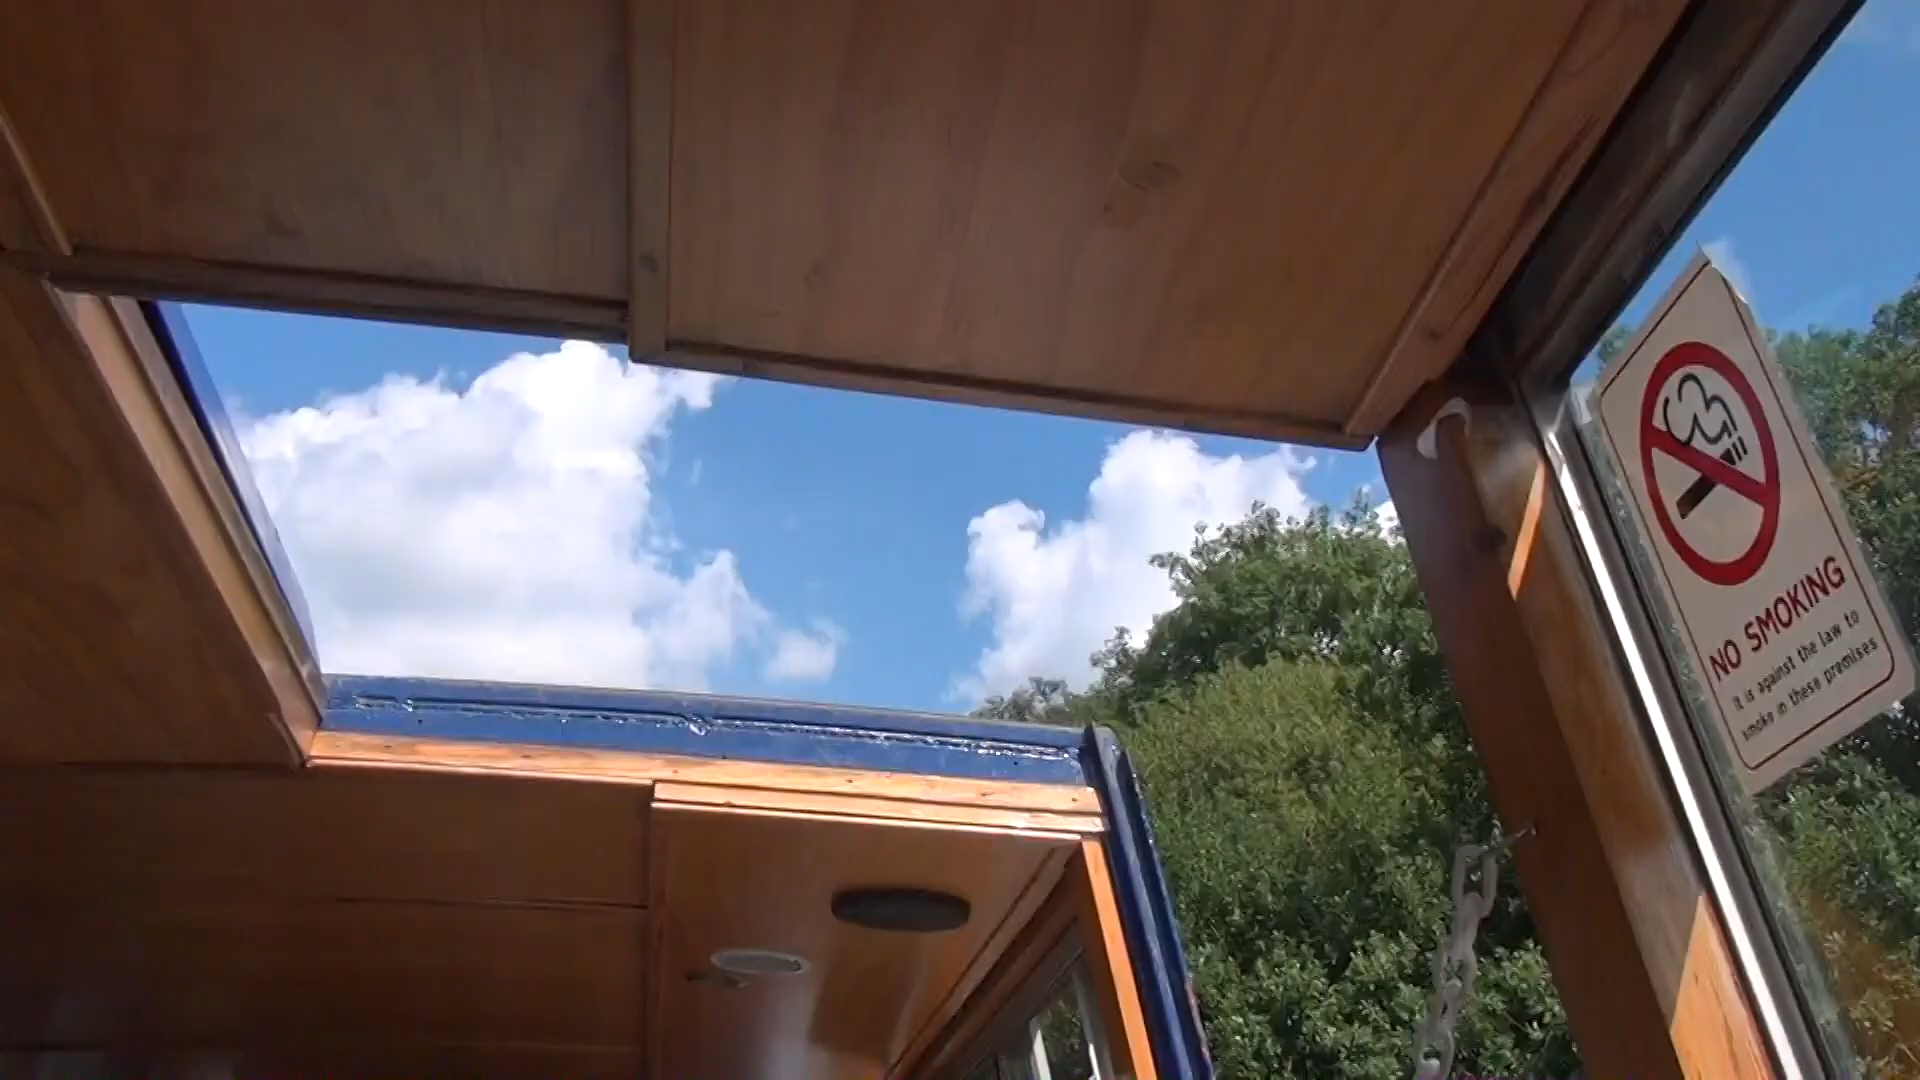 NO SMOKING
It is against the law to
smoke in these premises